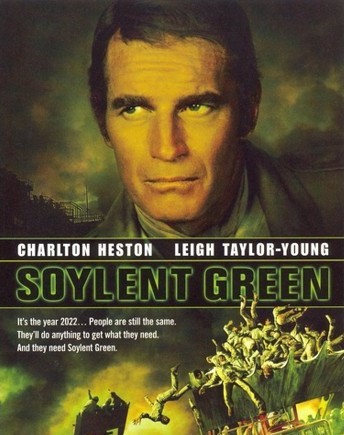 CHARLTON HESTON LEIGH TAYLOR-YOUNG
SOYLENT GREEN
It's the year 2022... People are still the same.
They'll do anything to get what they need.
And they need Soylent Green.